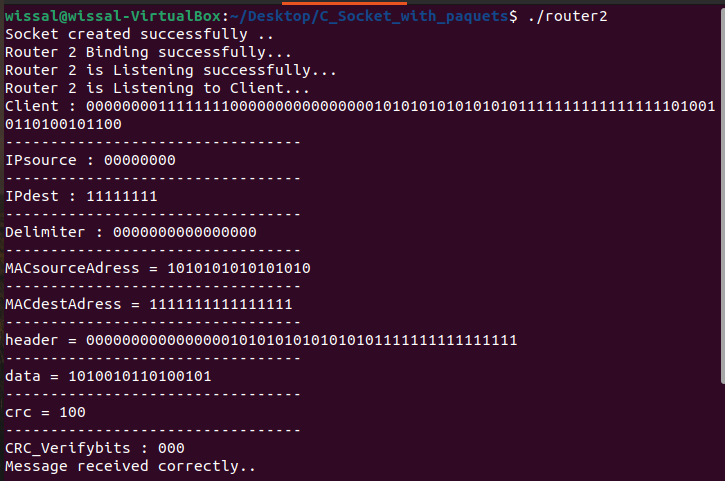 wissal@wissal-VirtualBox:~/Desktop/C_Socket_with_paquets$ ./router2
Socket created successfully ..
Router 2 Binding successfully...
Router 2 is Listening successfully...
Router 2 is Listening to Client...
Client : 0000000011111111000000000000000010101010101010101111111111111111101001
0110100101100
---------------------------------
IPsource : 00000000
---------------------------------
IPdest : 11111111
---------------------------------
Delimiter : 0000000000000000
---------------------------------
MACsourceAdress = 1010101010101010
---------------------------------
MACdestAdress = 1111111111111111
---------------------------------
header = 000000000000000010101010101010101111111111111111
---------------------------------
data = 1010010110100101
---------------------------------
crc = 100
---------------------------------
CRC_Verifybits : 000
Message received correctly..